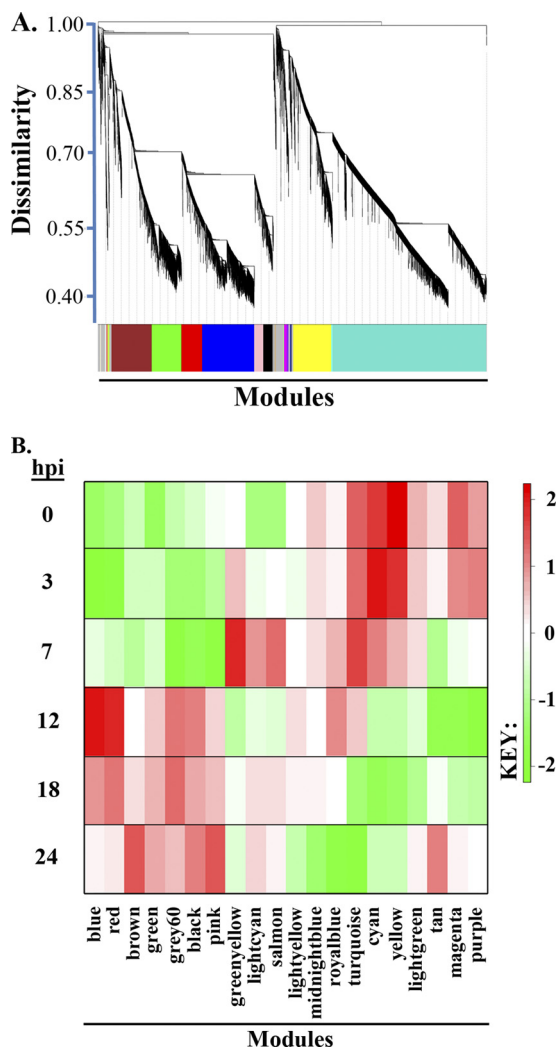 A.
1.00
0.85
0.70
0.55
0.40
Dissimilarity
Modules
B.
hpi
0
3
7
12
18
24
2
1
0
-1
-2
KEY:
blue
red
brown
green
grey60
black
pink
greenyellow
lightcyan
salmon
lightyellow
midnightblue
royalblue
turquoise
cyan
yellow
lightgreen
tan
magenta
purple
Modules